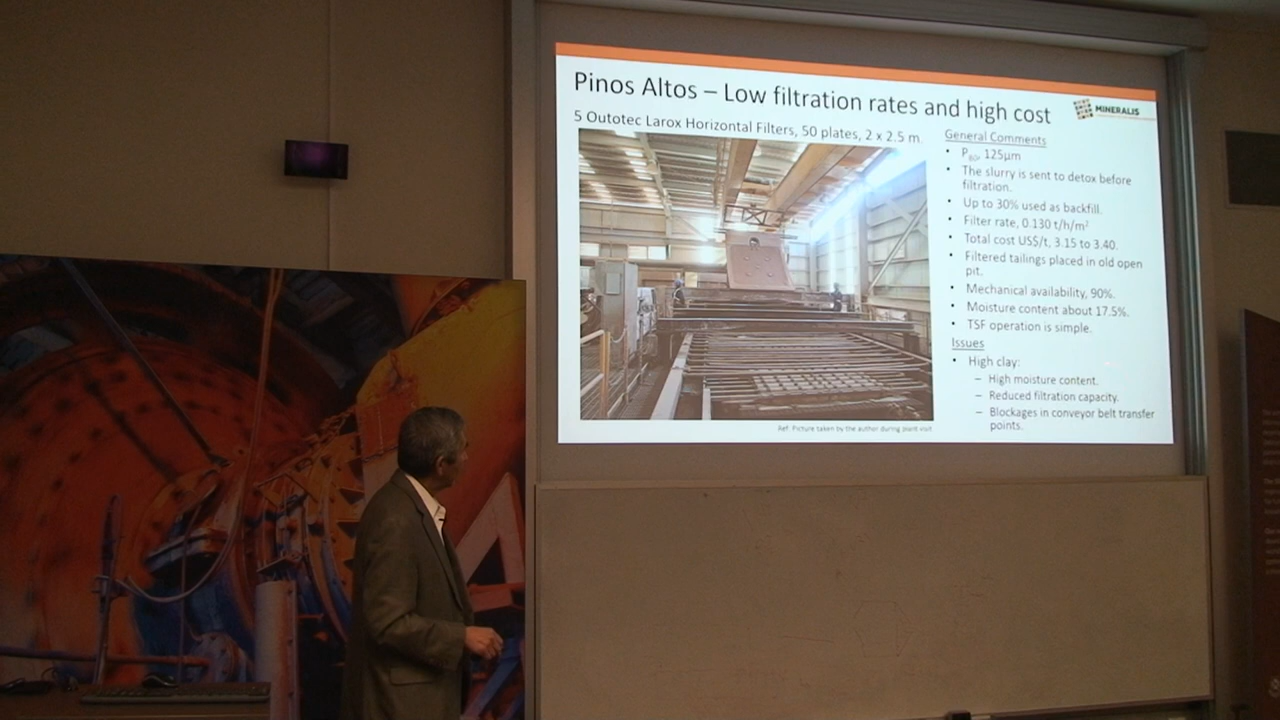 Pinos Altos – Low filtration rates and high cost
MINERALIS
5 Outotec Larox Horizontal Filters, 50 plates, 2 x 2.5 m
General Comments
• P80, 125µm
• The slurry is sent to detox before
filtration.
• Up to 30% used as backfill.
• Filter rate, 0.130 t/h/m²
• Total cost US$/t, 3.15 to 3.40.
• Filtered tailings placed in old open
pit.
• Mechanical availability, 90%.
• Moisture content about 17.5%.
• TSF operation is simple.
Issues
• High clay:
– High moisture content.
– Reduced filtration capacity.
– Blockages in conveyor belt transfer
points.
Ref: Picture taken by the author during plant visit